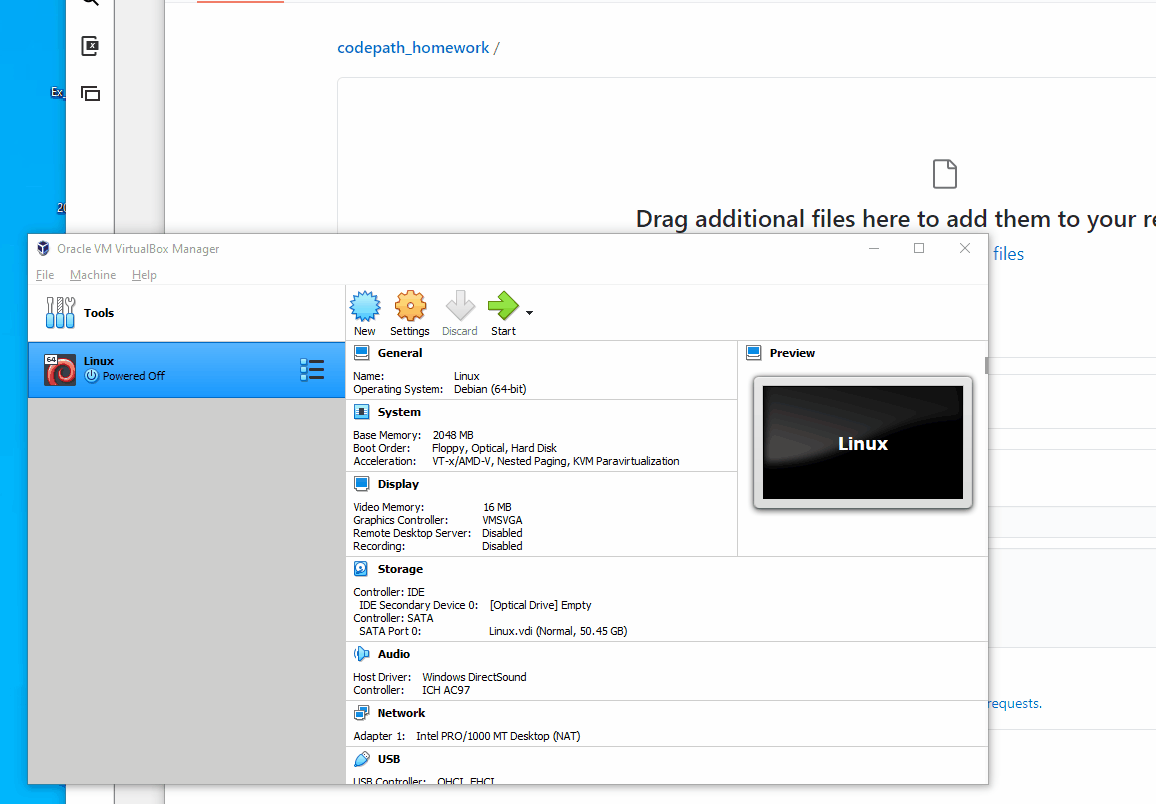 codepath_homework /
Ex_
20
Drag additional files here to add them to your re
files
Oracle VM VirtualBox Manager
File Machine Help
Tools
New Settings Discard Start
64
Linux
Powered Off
General
Name: Linux
Operating System: Debian (64-bit)
System
Base Memory: 2048 MB
Boot Order: Floppy, Optical, Hard Disk
Acceleration: VT-x/AMD-V, Nested Paging, KVM Paravirtualization
Display
Video Memory: 16 MB
Graphics Controller: VMSVGA
Remote Desktop Server: Disabled
Recording: Disabled
Preview
Linux
Storage
Controller: IDE
IDE Secondary Device 0: [Optical Drive] Empty
Controller: SATA
SATA Port 0: Linux.vdi (Normal, 50.45 GB)
Audio
Host Driver: Windows DirectSound
Controller: ICH AC97
Network
Adapter 1: Intel PRO/1000 MT Desktop (NAT)
USB
USB Controller: OHCI, EHCI
requests.